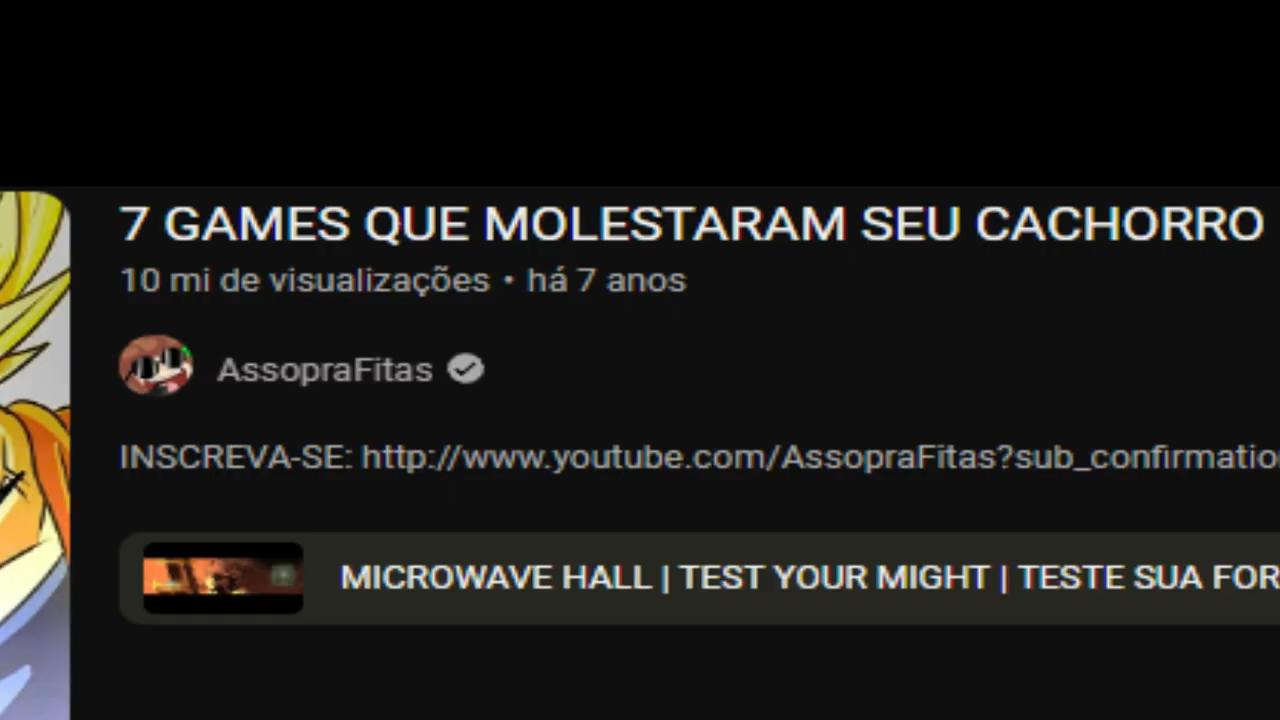 7 GAMES QUE MOLESTARAM SEU CACHORRO
10 mi de visualizações • há 7 anos
AssopraFitas
INSCREVA-SE: http://www.youtube.com/AssopraFitas?sub_confirmatio
MICROWAVE HALL | TEST YOUR MIGHT | TESTE SUA FOR